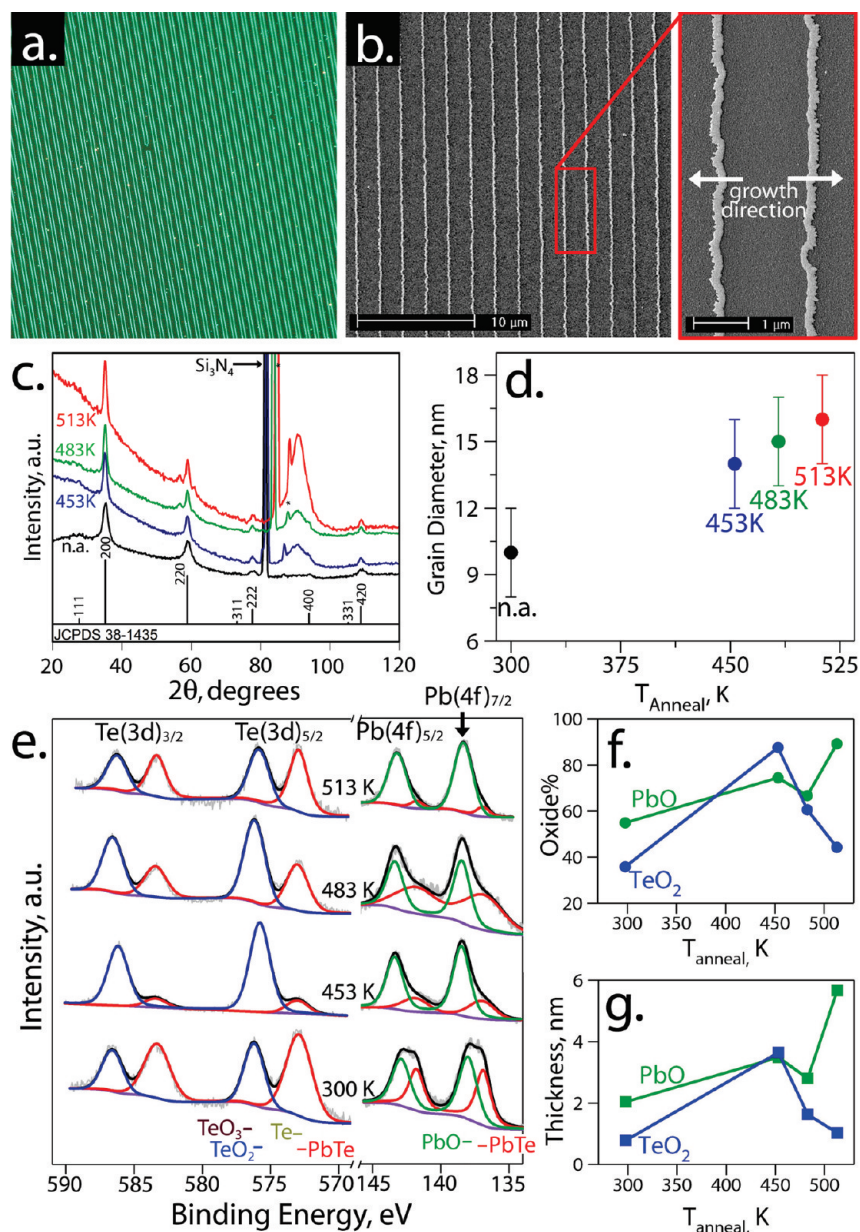 a.
b.
10 µm
growth
direction
1 µm
c.
Intensity, a.u.
Si₃N₄
*
513K
483K
*
453K
n.a.
111
200
220
311
222
400
331
420
JCPDS 38-1435
20 40 60 80 100 120
2θ, degrees
d.
Grain Diameter, nm
18
15
12
9
6
513K
483K
453K
n.a.
300 375 450 525
T_Anneal, K
e.
Intensity, a.u.
Te(3d)₃/₂ Te(3d)₅/₂ Pb(4f)₅/₂ Pb(4f)₇/₂
513 K
483 K
453 K
300 K
TeO₃– Te–
TeO₂– –PbTe PbO– –PbTe
590 585 580 575 570 145 140 134
Binding Energy, eV
f.
Oxide%
100
80
60
40
20
PbO
TeO₂
300 350 400 450 500
T_anneal, K
g.
Thickness, nm
6
4
2
0
PbO
TeO₂
300 350 400 450 500
T_anneal, K